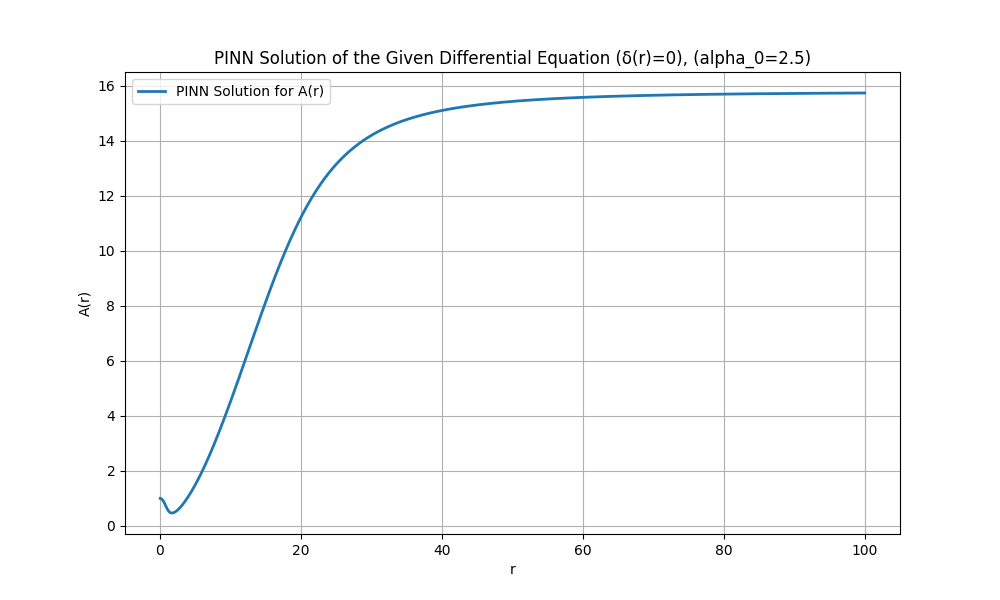 PINN Solution of the Given Differential Equation (δ(r)=0), (alpha_0=2.5)
PINN Solution for A(r)
A(r)
16
14
12
10
8
6
4
2
0
0 20 40 60 80 100
r